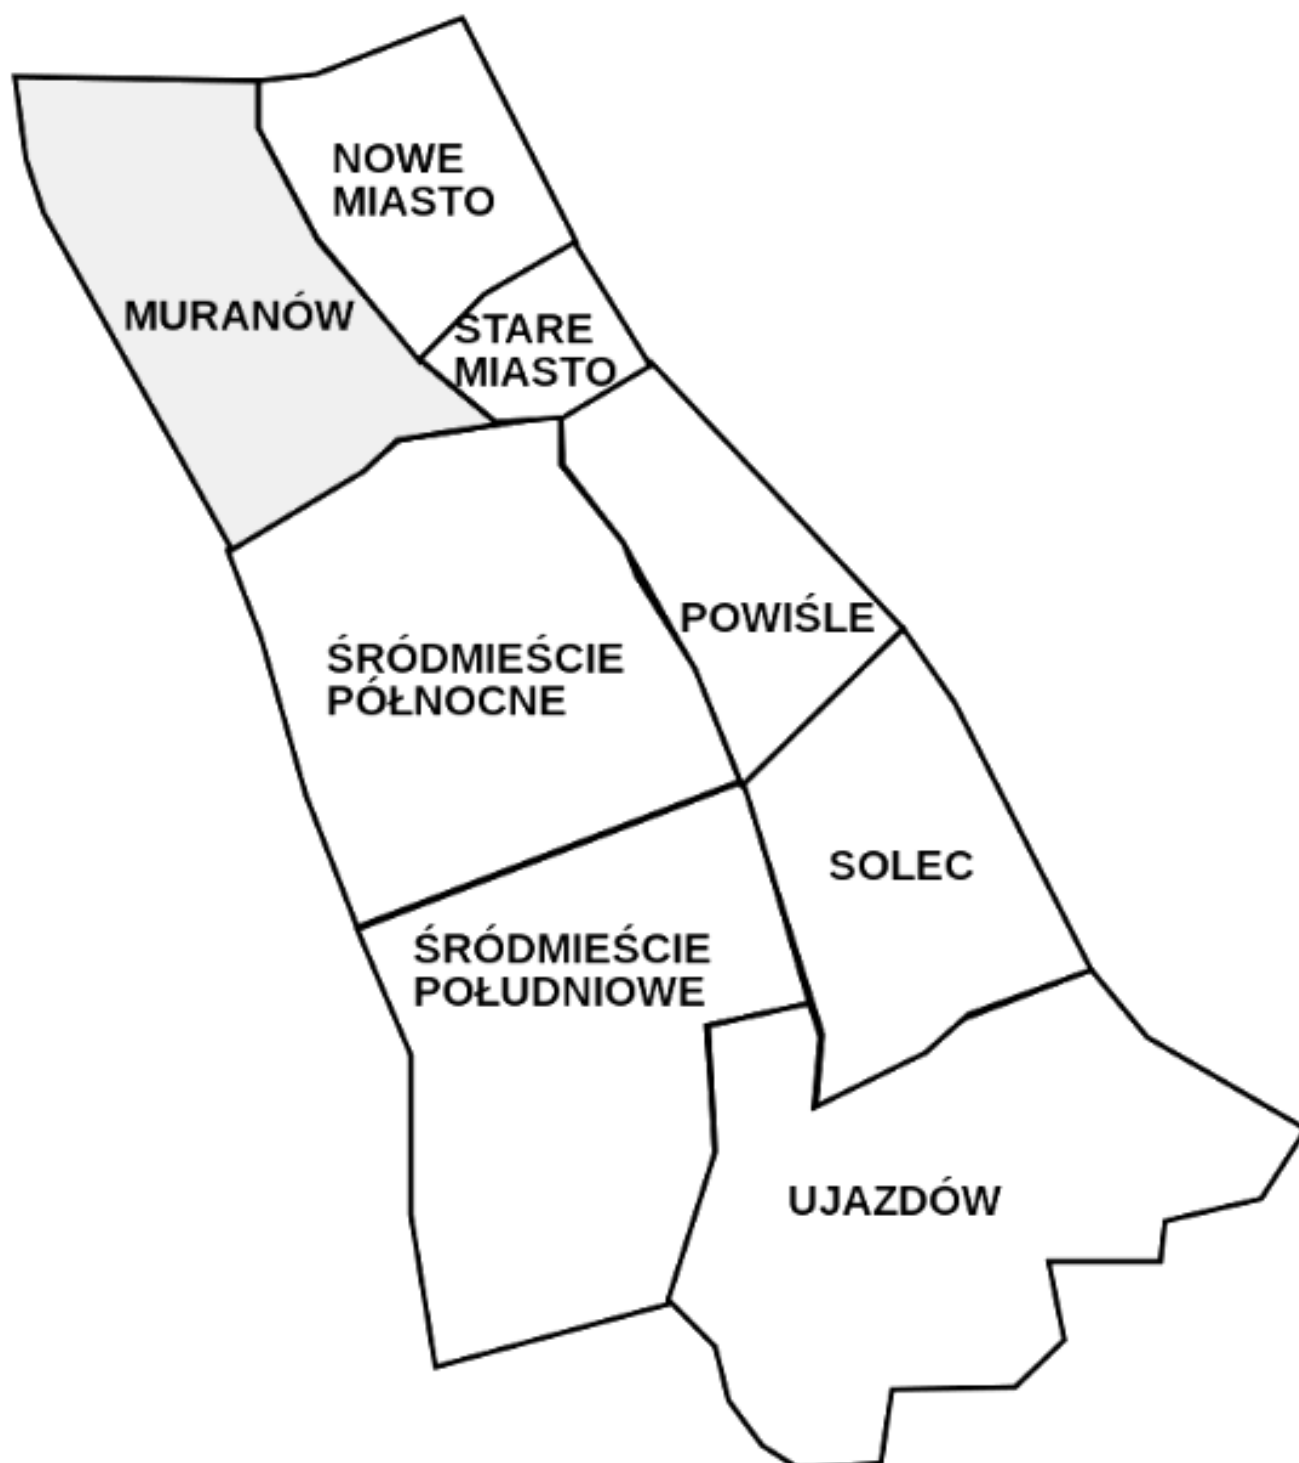 NOWE
MIASTO
MURANÓW
STARE
MIASTO
POWIŚLE
ŚRÓDMIEŚCIE
PÓŁNOCNE
SOLEC
ŚRÓDMIEŚCIE
POŁUDNIOWE
UJAZDÓW